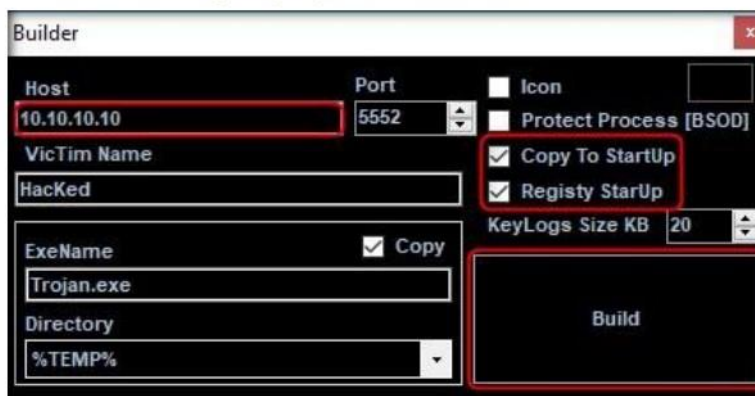 Builder
x
Host
Port
10.10.10.10
5552
VicTim Name
HacKed
ExeName
Copy
Trojan.exe
Directory
%TEMP%
Icon
Protect Process [BSOD]
Copy To StartUp
Registy StarUp
KeyLogs Size KB
20
Build